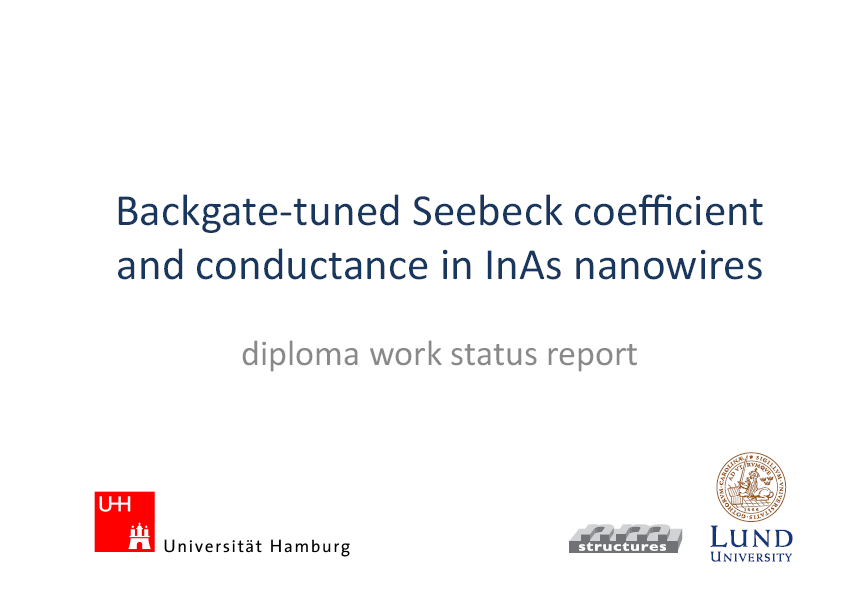 Backgate-tuned Seebeck coefficient
and conductance in InAs nanowires
diploma work status report
UHH
Universität Hamburg
structures
LUND
UNIVERSITY